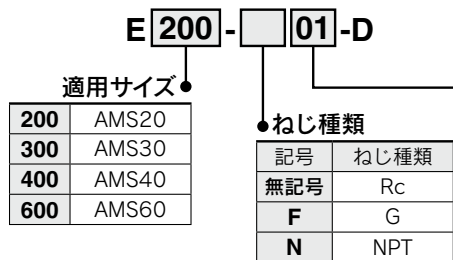 E 200 - 01 -D
適用サイズ
200 AMS20
300 AMS30
400 AMS40
600 AMS60
ねじ種類
記号 ねじ種類
無記号 Rc
F G
N NPT